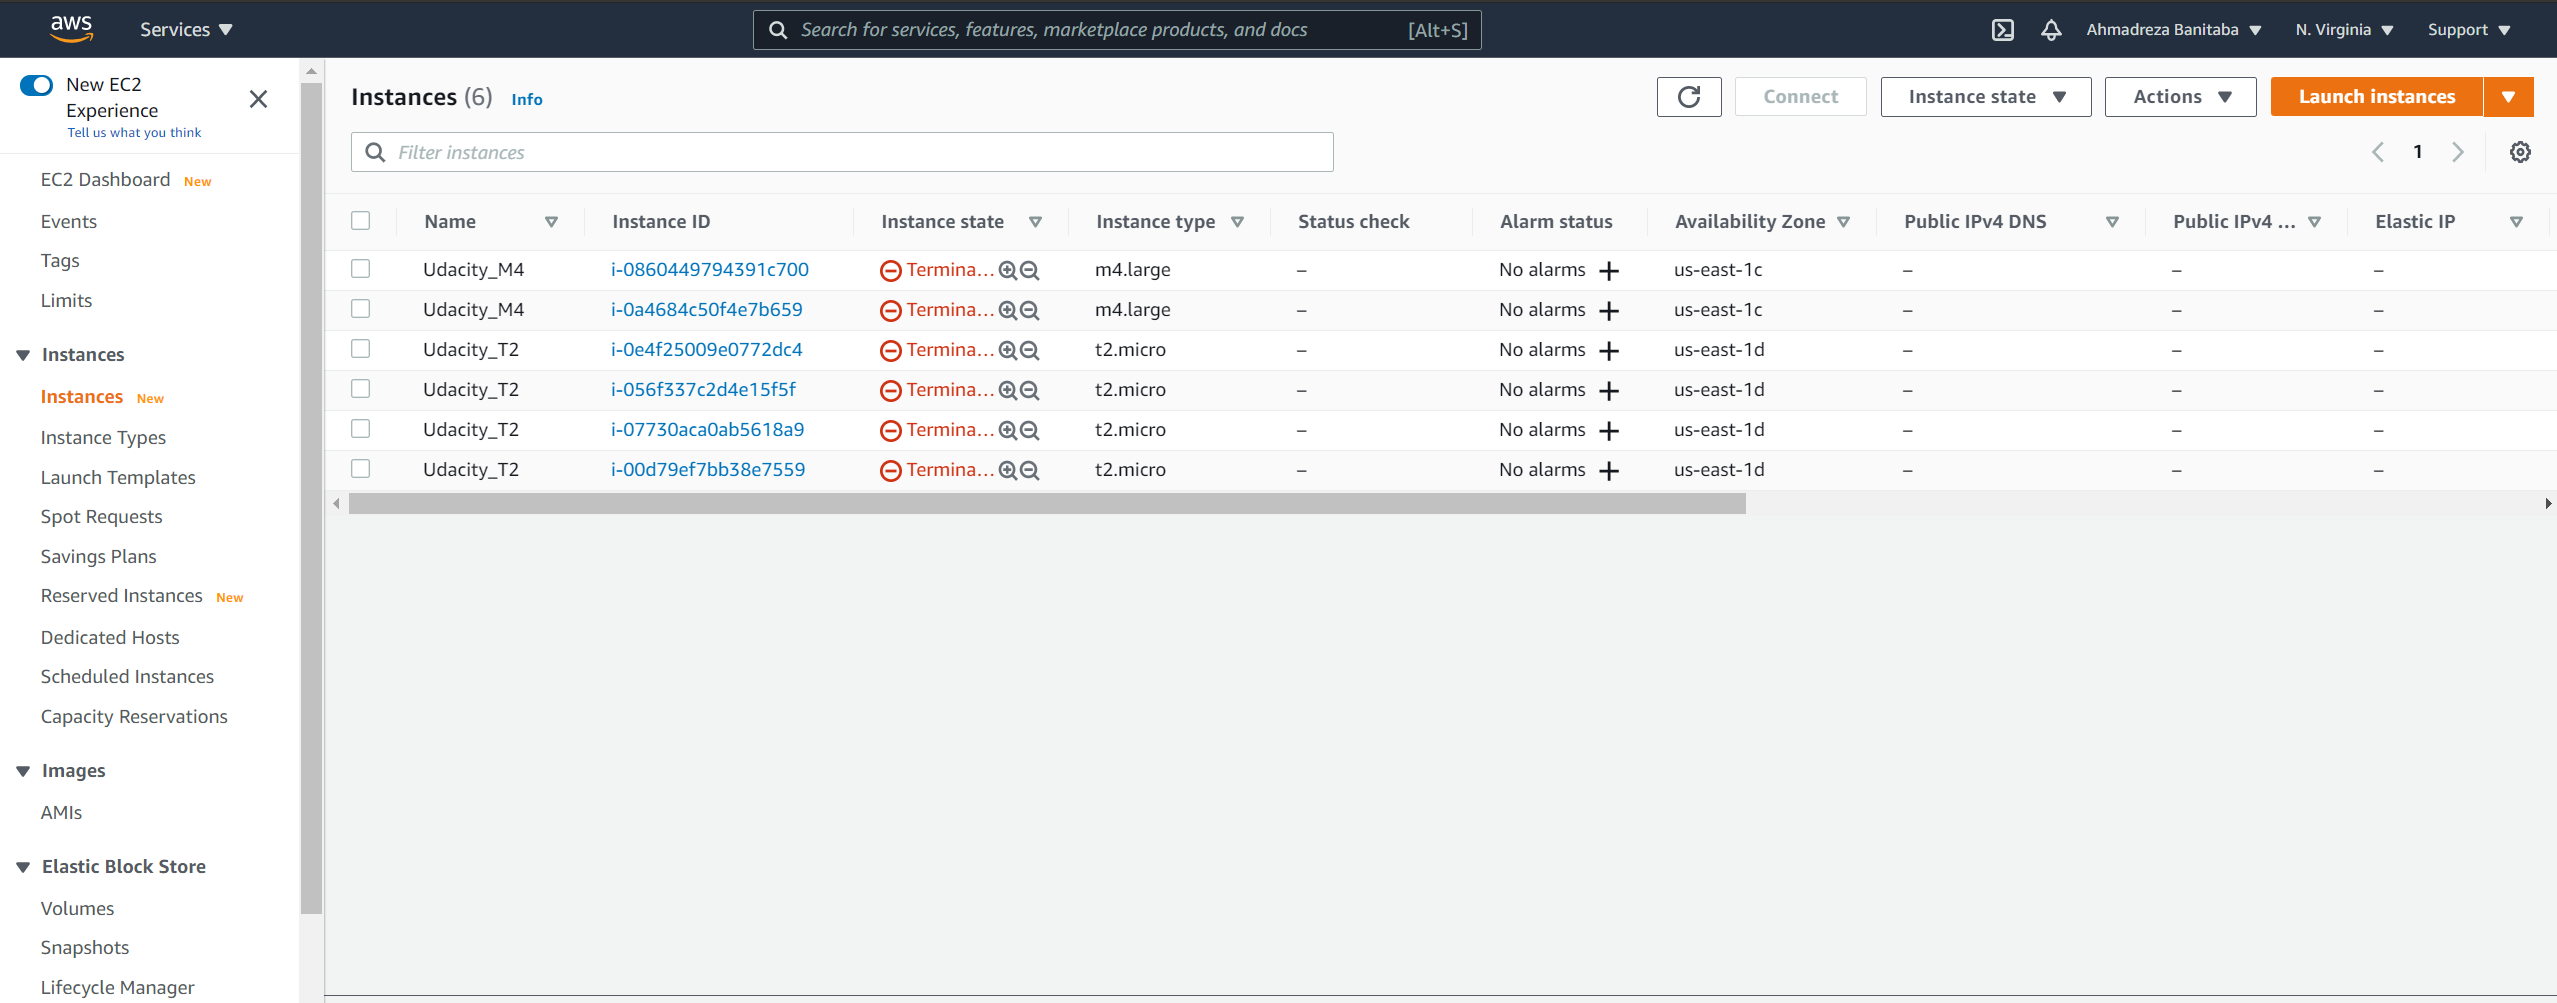 aws
Services
Search for services, features, marketplace products, and docs
[Alt+S]
Ahmadreza Banitaba
N. Virginia
Support
New EC2
Experience
Tell us what you think
EC2 Dashboard New
Events
Tags
Limits
Instances
Instances New
Instance Types
Launch Templates
Spot Requests
Savings Plans
Reserved Instances New
Dedicated Hosts
Scheduled Instances
Capacity Reservations
Images
AMIs
Elastic Block Store
Volumes
Snapshots
Lifecycle Manager
Instances (6) Info
Connect
Instance state
Actions
Launch instances
Filter instances
1
Name Instance ID Instance state Instance type Status check Alarm status Availability Zone Public IPv4 DNS Public IPv4 ... Elastic IP
Udacity_M4 i-0860449794391c700 Termina... m4.large – No alarms + us-east-1c – – –
Udacity_M4 i-0a4684c50f4e7b659 Termina... m4.large – No alarms + us-east-1c – – –
Udacity_T2 i-0e4f25009e0772dc4 Termina... t2.micro – No alarms + us-east-1d – – –
Udacity_T2 i-056f337c2d4e15f5f Termina... t2.micro – No alarms + us-east-1d – – –
Udacity_T2 i-07730aca0ab5618a9 Termina... t2.micro – No alarms + us-east-1d – – –
Udacity_T2 i-00d79ef7bb38e7559 Termina... t2.micro – No alarms + us-east-1d – – –